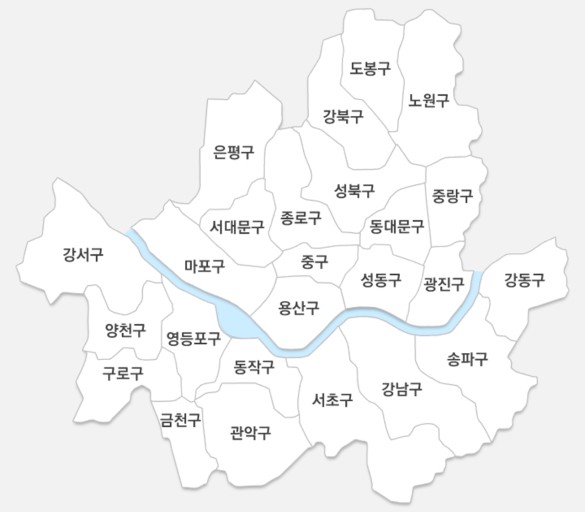 도봉구
노원구
강북구
은평구
성북구
중랑구
종로구
동대문구
서대문구
강서구
마포구
중구
성동구
광진구
강동구
용산구
양천구
영등포구
송파구
동작구
구로구
강남구
서초구
금천구
관악구